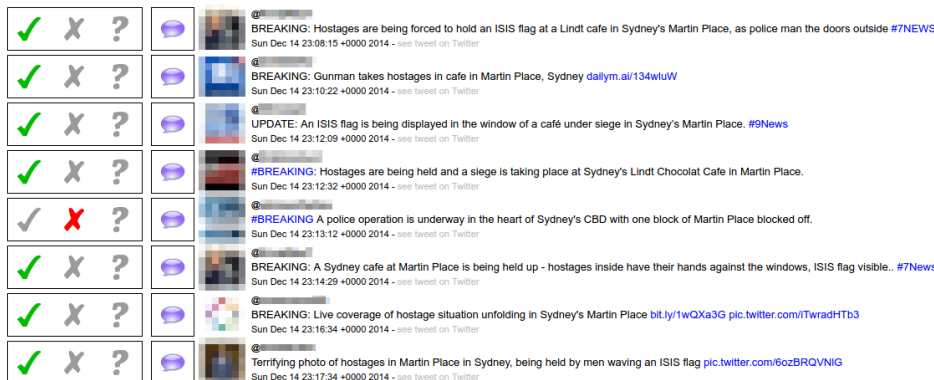 @
BREAKING: Hostages are being forced to hold an ISIS flag at a Lindt cafe in Sydney's Martin Place, as police man the doors outside #7NEWS
Sun Dec 14 23:08:15 +0000 2014 - see tweet on Twitter
@
BREAKING: Gunman takes hostages in cafe in Martin Place, Sydney dailym.ai/134wIuW
Sun Dec 14 23:10:22 +0000 2014 - see tweet on Twitter
@
UPDATE: An ISIS flag is being displayed in the window of a café under siege in Sydney's Martin Place. #9News
Sun Dec 14 23:12:09 +0000 2014 - see tweet on Twitter
@
#BREAKING: Hostages are being held and a siege is taking place at Sydney's Lindt Chocolat Cafe in Martin Place.
Sun Dec 14 23:12:32 +0000 2014 - see tweet on Twitter
@
#BREAKING A police operation is underway in the heart of Sydney's CBD with one block of Martin Place blocked off.
Sun Dec 14 23:13:12 +0000 2014 - see tweet on Twitter
@
BREAKING: A Sydney cafe at Martin Place is being held up - hostages inside have their hands against the windows, ISIS flag visible.. #7News
Sun Dec 14 23:14:29 +0000 2014 - see tweet on Twitter
@
BREAKING: Live coverage of hostage situation unfolding in Sydney's Martin Place bit.ly/1wQXa3G pic.twitter.com/iTwradHTb3
Sun Dec 14 23:16:34 +0000 2014 - see tweet on Twitter
@
Terrifying photo of hostages in Martin Place in Sydney, being held by men waving an ISIS flag pic.twitter.com/6ozBRQVNIG
Sun Dec 14 23:17:34 +0000 2014 - see tweet on Twitter